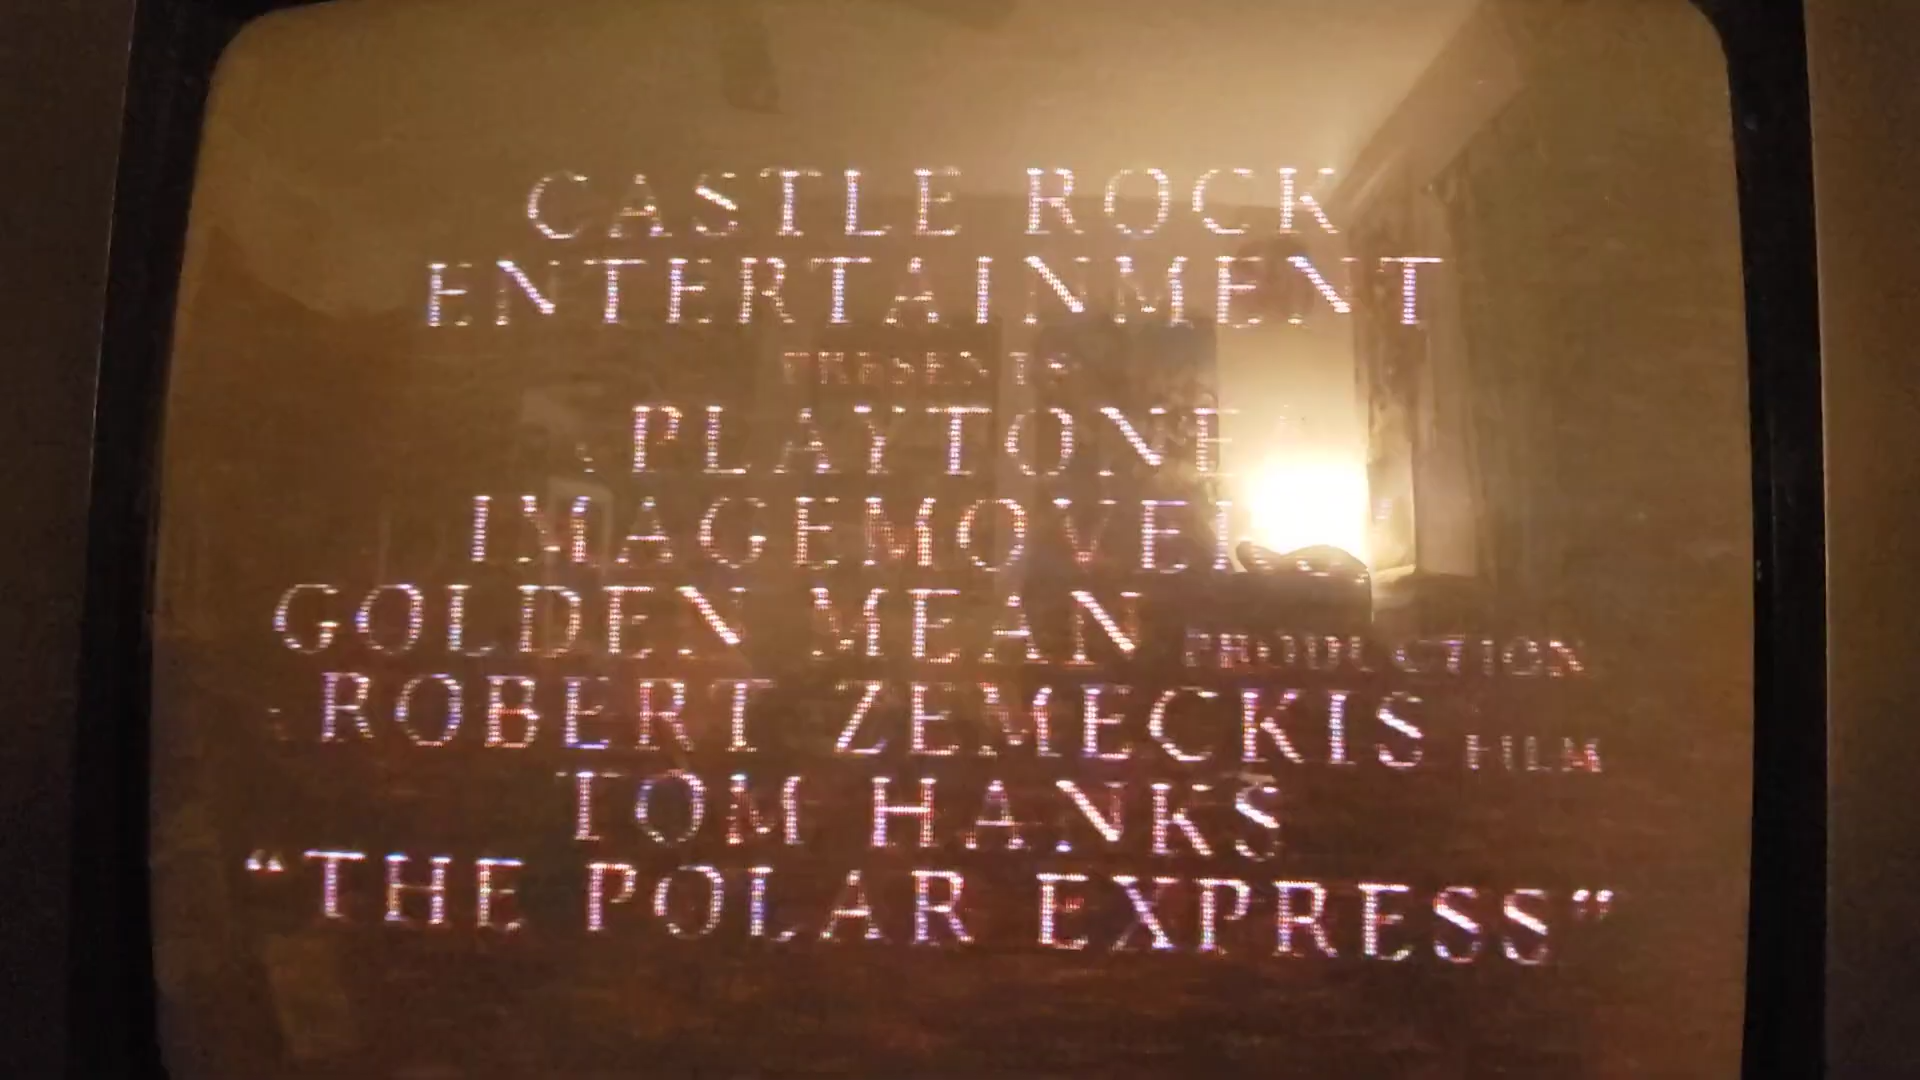 CASTLE ROCK
ENTERTAINMENT
PRESENTS
A PLAYTONE
IMAGEMOVERS
GOLDEN MEAN PRODUCTION
A ROBERT ZEMECKIS FILM
TOM HANKS
“THE POLAR EXPRESS”